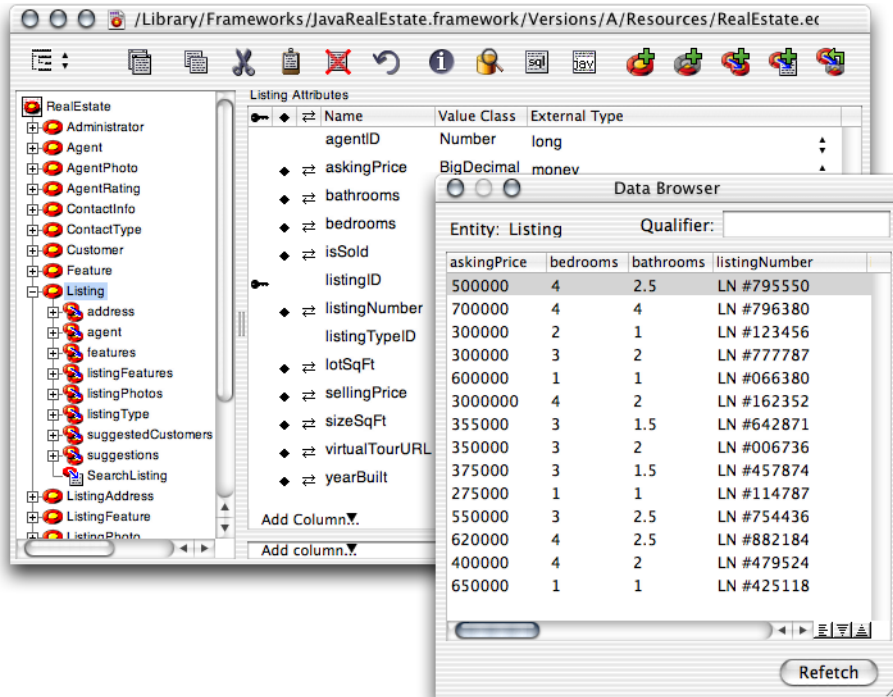 /Library/Frameworks/JavaRealEstate.framework/Versions/A/Resources/RealEstate.eo
sql
jav
RealEstate
Administrator
Agent
AgentPhoto
AgentRating
ContactInfo
ContactType
Customer
Feature
Listing
address
agent
features
listingFeatures
listingPhotos
listingType
suggestedCustomers
suggestions
SearchListing
ListingAddress
ListingFeature
ListingPhoto
Listing Attributes
Name Value Class External Type
agentID Number long
askingPrice BigDecimal money
bathrooms
bedrooms
isSold
listingID
listingNumber
listingTypeID
lotSqFt
sellingPrice
sizeSqFt
virtualTourURL
yearBuilt
Add Column...
Add column...
Data Browser
Entity: Listing Qualifier:
askingPrice bedrooms bathrooms listingNumber
500000 4 2.5 LN #795550
700000 4 4 LN #796380
300000 2 1 LN #123456
300000 3 2 LN #777787
600000 1 1 LN #066380
3000000 4 2 LN #162352
355000 3 1.5 LN #642871
350000 3 2 LN #006736
375000 3 1.5 LN #457874
275000 1 1 LN #114787
550000 3 2.5 LN #754436
620000 4 2.5 LN #882184
400000 4 2 LN #479524
650000 1 1 LN #425118
Refetch